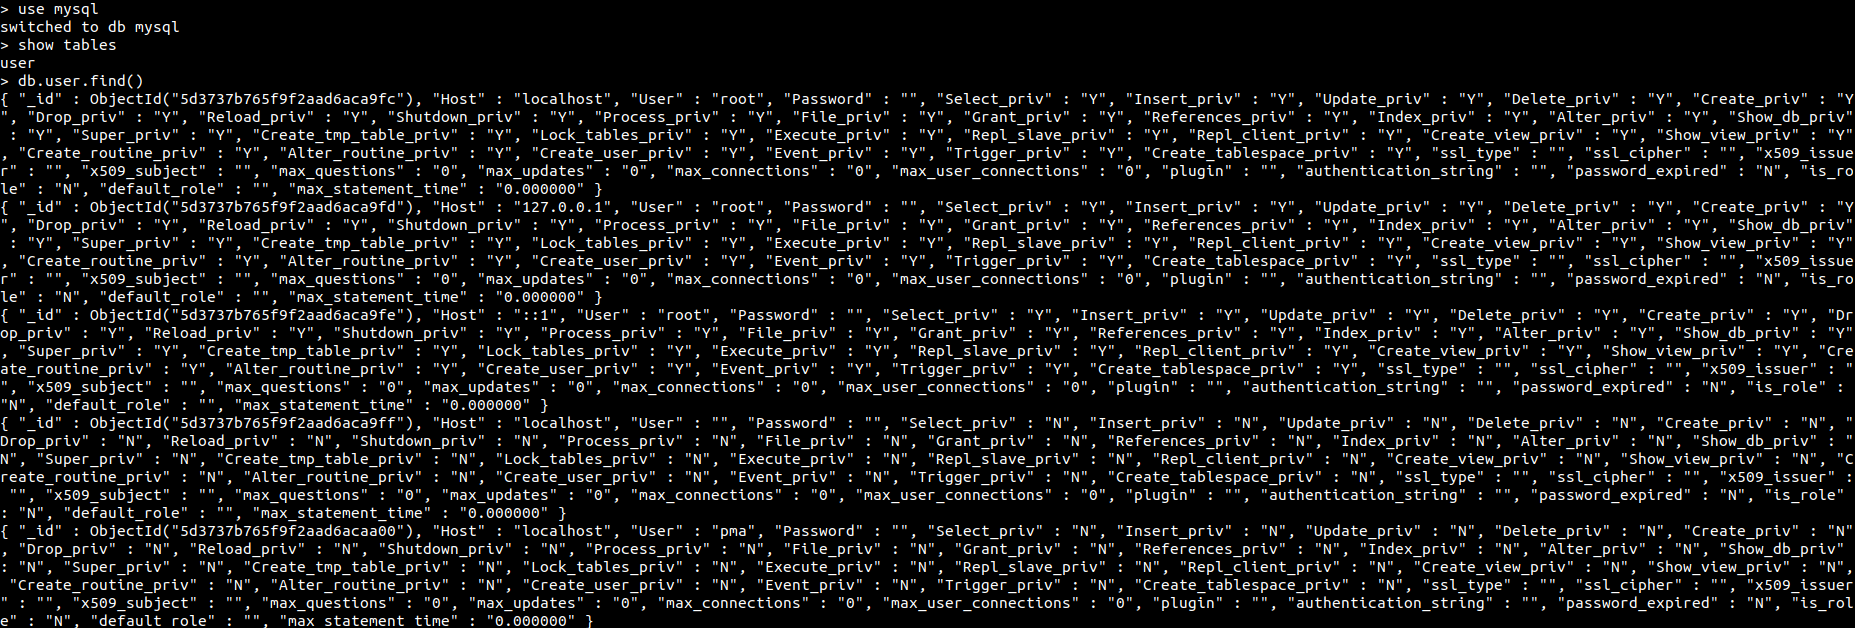 > use mysql
switched to db mysql
> show tables
user
> db.user.find()
{ "_id" : ObjectId("5d3737b765f9f2aad6aca9fc"), "Host" : "localhost", "User" : "root", "Password" : "", "Select_priv" : "Y", "Insert_priv" : "Y", "Update_priv" : "Y", "Delete_priv" : "Y", "Create_priv" : "Y
", "Drop_priv" : "Y", "Reload_priv" : "Y", "Shutdown_priv" : "Y", "Process_priv" : "Y", "File_priv" : "Y", "Grant_priv" : "Y", "References_priv" : "Y", "Index_priv" : "Y", "Alter_priv" : "Y", "Show_db_priv"
 : "Y", "Super_priv" : "Y", "Create_tmp_table_priv" : "Y", "Lock_tables_priv" : "Y", "Execute_priv" : "Y", "Repl_slave_priv" : "Y", "Repl_client_priv" : "Y", "Create_view_priv" : "Y", "Show_view_priv" : "Y"
, "Create_routine_priv" : "Y", "Alter_routine_priv" : "Y", "Create_user_priv" : "Y", "Event_priv" : "Y", "Trigger_priv" : "Y", "Create_tablespace_priv" : "Y", "ssl_type" : "", "ssl_cipher" : "", "x509_issue
r" : "", "x509_subject" : "", "max_questions" : "0", "max_updates" : "0", "max_connections" : "0", "max_user_connections" : "0", "plugin" : "", "authentication_string" : "", "password_expired" : "N", "is_ro
le" : "N", "default_role" : "", "max_statement_time" : "0.000000" }
{ "_id" : ObjectId("5d3737b765f9f2aad6aca9fd"), "Host" : "127.0.0.1", "User" : "root", "Password" : "", "Select_priv" : "Y", "Insert_priv" : "Y", "Update_priv" : "Y", "Delete_priv" : "Y", "Create_priv" : "Y
", "Drop_priv" : "Y", "Reload_priv" : "Y", "Shutdown_priv" : "Y", "Process_priv" : "Y", "File_priv" : "Y", "Grant_priv" : "Y", "References_priv" : "Y", "Index_priv" : "Y", "Alter_priv" : "Y", "Show_db_priv"
 : "Y", "Super_priv" : "Y", "Create_tmp_table_priv" : "Y", "Lock_tables_priv" : "Y", "Execute_priv" : "Y", "Repl_slave_priv" : "Y", "Repl_client_priv" : "Y", "Create_view_priv" : "Y", "Show_view_priv" : "Y"
, "Create_routine_priv" : "Y", "Alter_routine_priv" : "Y", "Create_user_priv" : "Y", "Event_priv" : "Y", "Trigger_priv" : "Y", "Create_tablespace_priv" : "Y", "ssl_type" : "", "ssl_cipher" : "", "x509_issue
r" : "", "x509_subject" : "", "max_questions" : "0", "max_updates" : "0", "max_connections" : "0", "max_user_connections" : "0", "plugin" : "", "authentication_string" : "", "password_expired" : "N", "is_ro
le" : "N", "default_role" : "", "max_statement_time" : "0.000000" }
{ "_id" : ObjectId("5d3737b765f9f2aad6aca9fe"), "Host" : "::1", "User" : "root", "Password" : "", "Select_priv" : "Y", "Insert_priv" : "Y", "Update_priv" : "Y", "Delete_priv" : "Y", "Create_priv" : "Y", "Dr
op_priv" : "Y", "Reload_priv" : "Y", "Shutdown_priv" : "Y", "Process_priv" : "Y", "File_priv" : "Y", "Grant_priv" : "Y", "References_priv" : "Y", "Index_priv" : "Y", "Alter_priv" : "Y", "Show_db_priv" : "Y"
, "Super_priv" : "Y", "Create_tmp_table_priv" : "Y", "Lock_tables_priv" : "Y", "Execute_priv" : "Y", "Repl_slave_priv" : "Y", "Repl_client_priv" : "Y", "Create_view_priv" : "Y", "Show_view_priv" : "Y", "Cre
ate_routine_priv" : "Y", "Alter_routine_priv" : "Y", "Create_user_priv" : "Y", "Event_priv" : "Y", "Trigger_priv" : "Y", "Create_tablespace_priv" : "Y", "ssl_type" : "", "ssl_cipher" : "", "x509_issuer" : "
", "x509_subject" : "", "max_questions" : "0", "max_updates" : "0", "max_connections" : "0", "max_user_connections" : "0", "plugin" : "", "authentication_string" : "", "password_expired" : "N", "is_role" :
"N", "default_role" : "", "max_statement_time" : "0.000000" }
{ "_id" : ObjectId("5d3737b765f9f2aad6aca9ff"), "Host" : "localhost", "User" : "", "Password" : "", "Select_priv" : "N", "Insert_priv" : "N", "Update_priv" : "N", "Delete_priv" : "N", "Create_priv" : "N", "
Drop_priv" : "N", "Reload_priv" : "N", "Shutdown_priv" : "N", "Process_priv" : "N", "File_priv" : "N", "Grant_priv" : "N", "References_priv" : "N", "Index_priv" : "N", "Alter_priv" : "N", "Show_db_priv" : "
N", "Super_priv" : "N", "Create_tmp_table_priv" : "N", "Lock_tables_priv" : "N", "Execute_priv" : "N", "Repl_slave_priv" : "N", "Repl_client_priv" : "N", "Create_view_priv" : "N", "Show_view_priv" : "N", "C
reate_routine_priv" : "N", "Alter_routine_priv" : "N", "Create_user_priv" : "N", "Event_priv" : "N", "Trigger_priv" : "N", "Create_tablespace_priv" : "N", "ssl_type" : "", "ssl_cipher" : "", "x509_issuer" :
 "", "x509_subject" : "", "max_questions" : "0", "max_updates" : "0", "max_connections" : "0", "max_user_connections" : "0", "plugin" : "", "authentication_string" : "", "password_expired" : "N", "is_role"
: "N", "default_role" : "", "max_statement_time" : "0.000000" }
{ "_id" : ObjectId("5d3737b765f9f2aad6acaa00"), "Host" : "localhost", "User" : "pma", "Password" : "", "Select_priv" : "N", "Insert_priv" : "N", "Update_priv" : "N", "Delete_priv" : "N", "Create_priv" : "N"
, "Drop_priv" : "N", "Reload_priv" : "N", "Shutdown_priv" : "N", "Process_priv" : "N", "File_priv" : "N", "Grant_priv" : "N", "References_priv" : "N", "Index_priv" : "N", "Alter_priv" : "N", "Show_db_priv"
: "N", "Super_priv" : "N", "Create_tmp_table_priv" : "N", "Lock_tables_priv" : "N", "Execute_priv" : "N", "Repl_slave_priv" : "N", "Repl_client_priv" : "N", "Create_view_priv" : "N", "Show_view_priv" : "N",
 "Create_routine_priv" : "N", "Alter_routine_priv" : "N", "Create_user_priv" : "N", "Event_priv" : "N", "Trigger_priv" : "N", "Create_tablespace_priv" : "N", "ssl_type" : "", "ssl_cipher" : "", "x509_issuer
" : "", "x509_subject" : "", "max_questions" : "0", "max_updates" : "0", "max_connections" : "0", "max_user_connections" : "0", "plugin" : "", "authentication_string" : "", "password_expired" : "N", "is_rol
e" : "N", "default_role" : "", "max_statement_time" : "0.000000" }